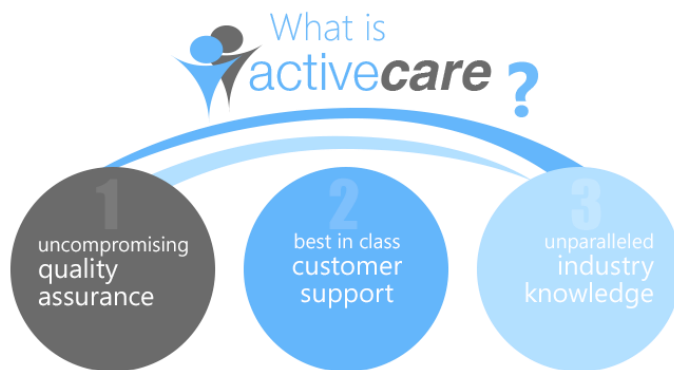 What is
activecare ?
1
uncompromising
quality
assurance
2
best in class
customer
support
3
unparalleled
industry
knowledge